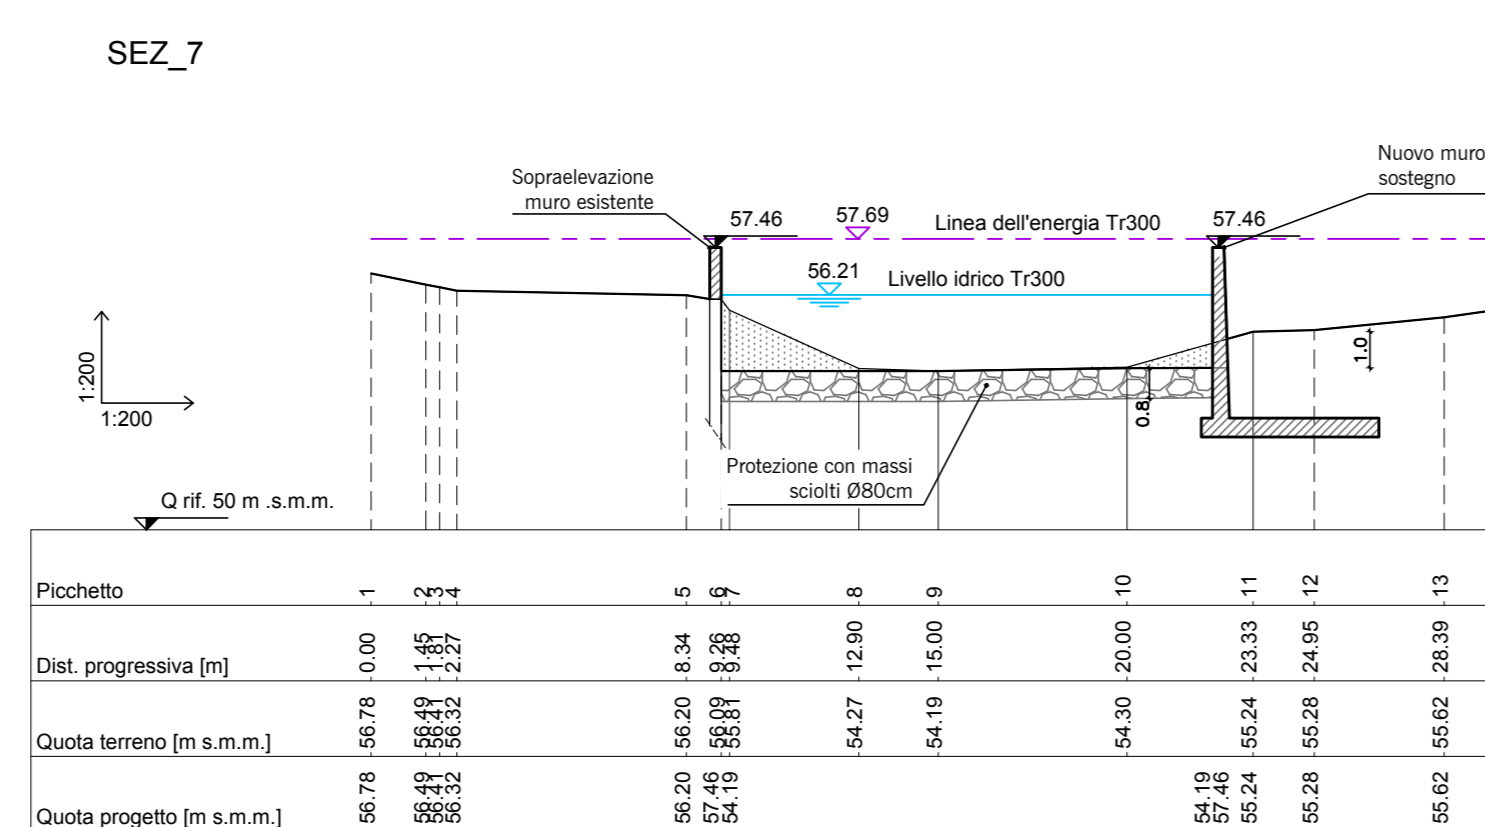 SEZ_7
Nuovo muro
sostegno
Sopraelevazione
muro esistente
57.46
57.69
Linea dell'energia Tr300
57.46
56.21
Livello idrico Tr300
1.0
1:200
1:200
0.8
Protezione con massi
sciolti Ø80cm
Q rif. 50 m .s.m.m.
Picchetto 1 2 3 4 5 6 7 8 9 10 11 12 13
Dist. progressiva [m] 0.00 1.45 1.81 2.27 8.34 9.26 9.48 12.90 15.00 20.00 23.33 24.95 28.39
Quota terreno [m s.m.m.] 56.78 56.49 56.41 56.32 56.20 56.09 55.81 54.27 54.19 54.30 55.24 55.28 55.62
Quota progetto [m s.m.m.] 56.78 56.49 56.41 56.32 56.20 57.46 54.19 54.19 57.46 55.24 55.28 55.62